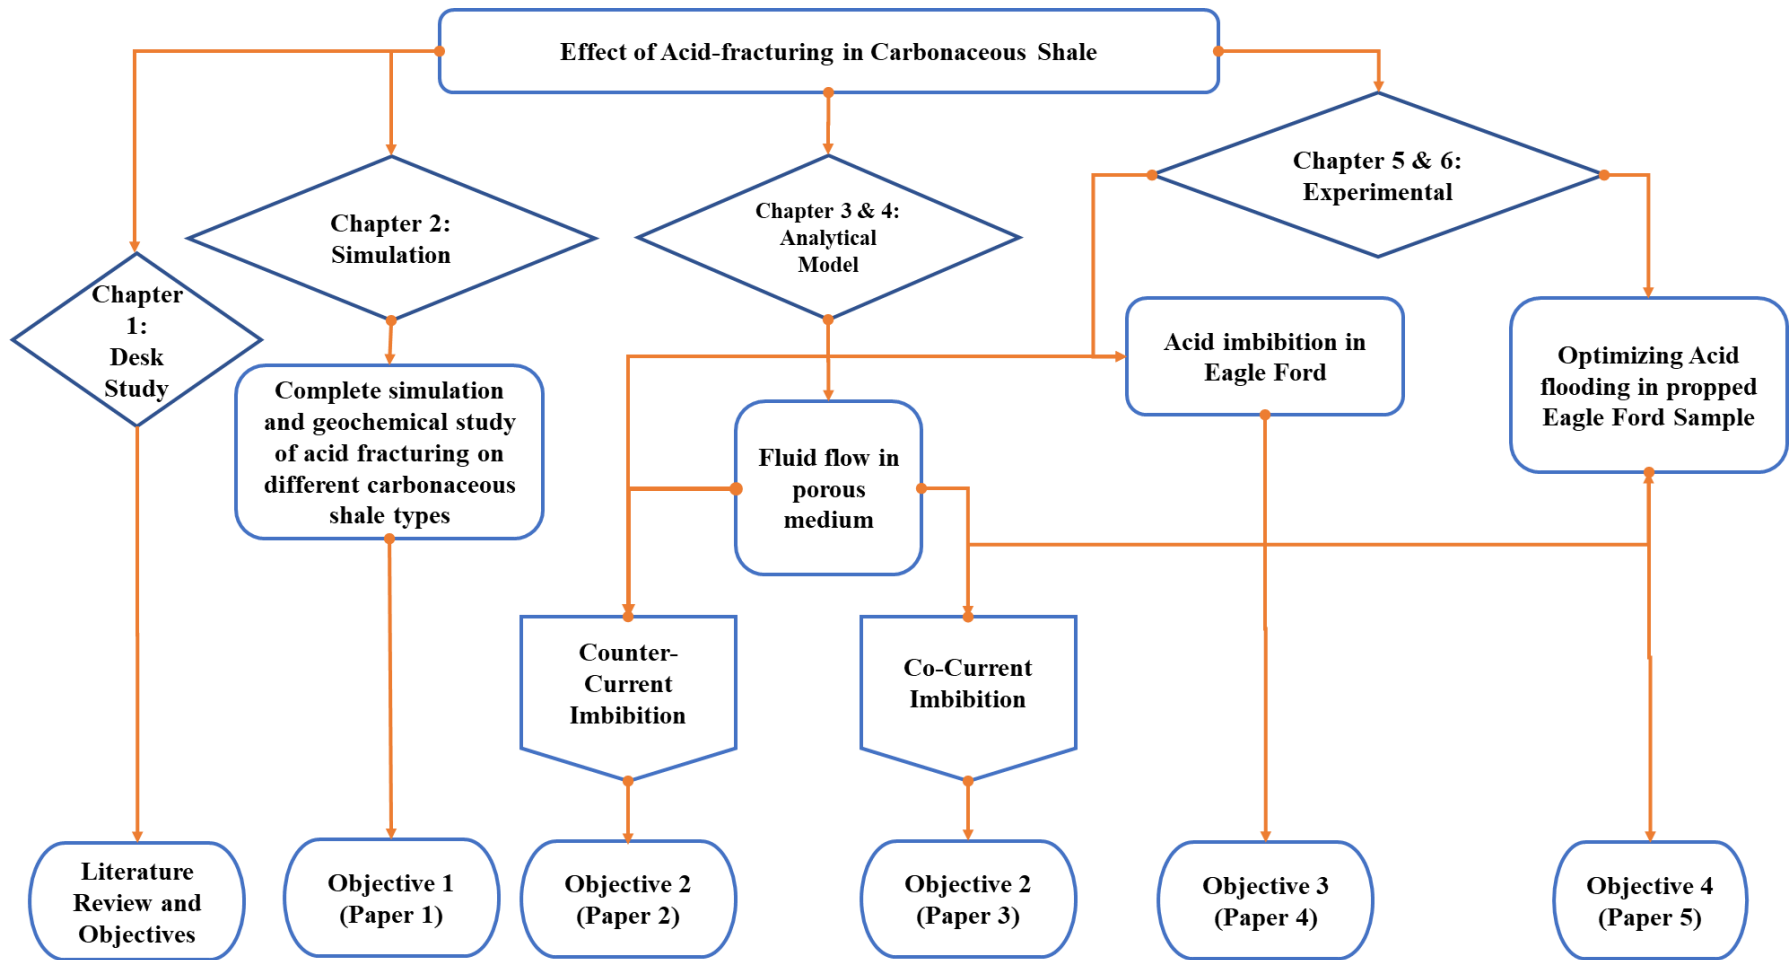 Effect of Acid-fracturing in Carbonaceous Shale
Chapter 5 & 6:
Experimental
Chapter 3 & 4:
Analytical
Model
Chapter 2:
Simulation
Chapter
1:
Desk
Study
Acid imbibition in
Eagle Ford
Optimizing Acid
flooding in propped
Eagle Ford Sample
Complete simulation
and geochemical study
of acid fracturing on
different carbonaceous
shale types
Fluid flow in
porous
medium
Counter-
Current
Imbibition
Co-Current
Imbibition
Literature
Review and
Objectives
Objective 1
(Paper 1)
Objective 2
(Paper 2)
Objective 2
(Paper 3)
Objective 3
(Paper 4)
Objective 4
(Paper 5)